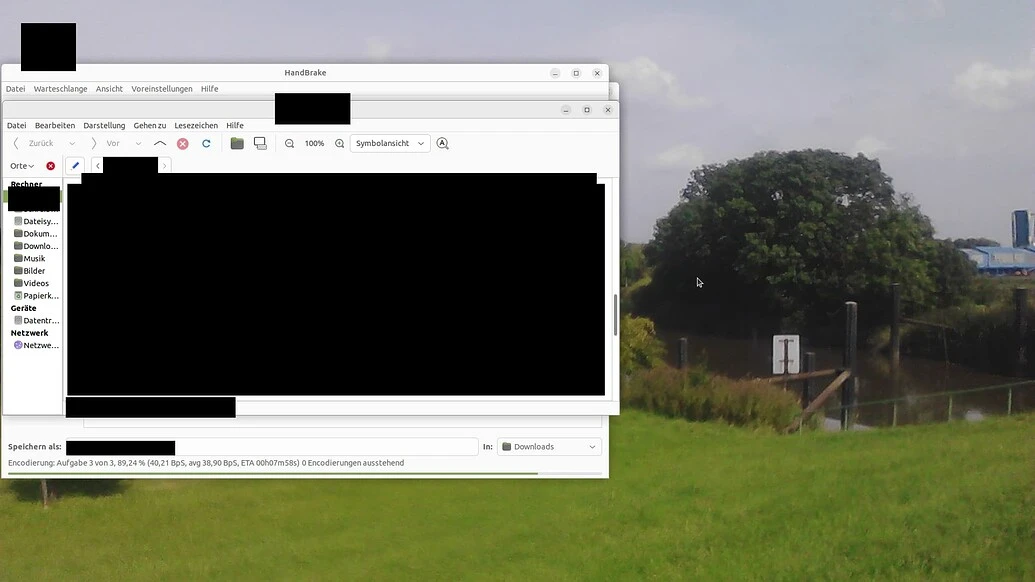 HandBrake
Datei Warteschlange Ansicht Voreinstellungen Hilfe
Datei Bearbeiten Darstellung Gehen zu Lesezeichen Hilfe
Zurück Vor 100% Symbolansicht
Orte
Rechner
Dateisy...
Dokum...
Downlo...
Musik
Bilder
Videos
Papierk...
Geräte
Datentr...
Netzwerk
Netzwe...
Speichern als: In: Downloads
Encodierung: Aufgabe 3 von 3, 89,24 % (40,21 BpS, avg 38,90 BpS, ETA 00h07m58s) 0 Encodierungen ausstehend